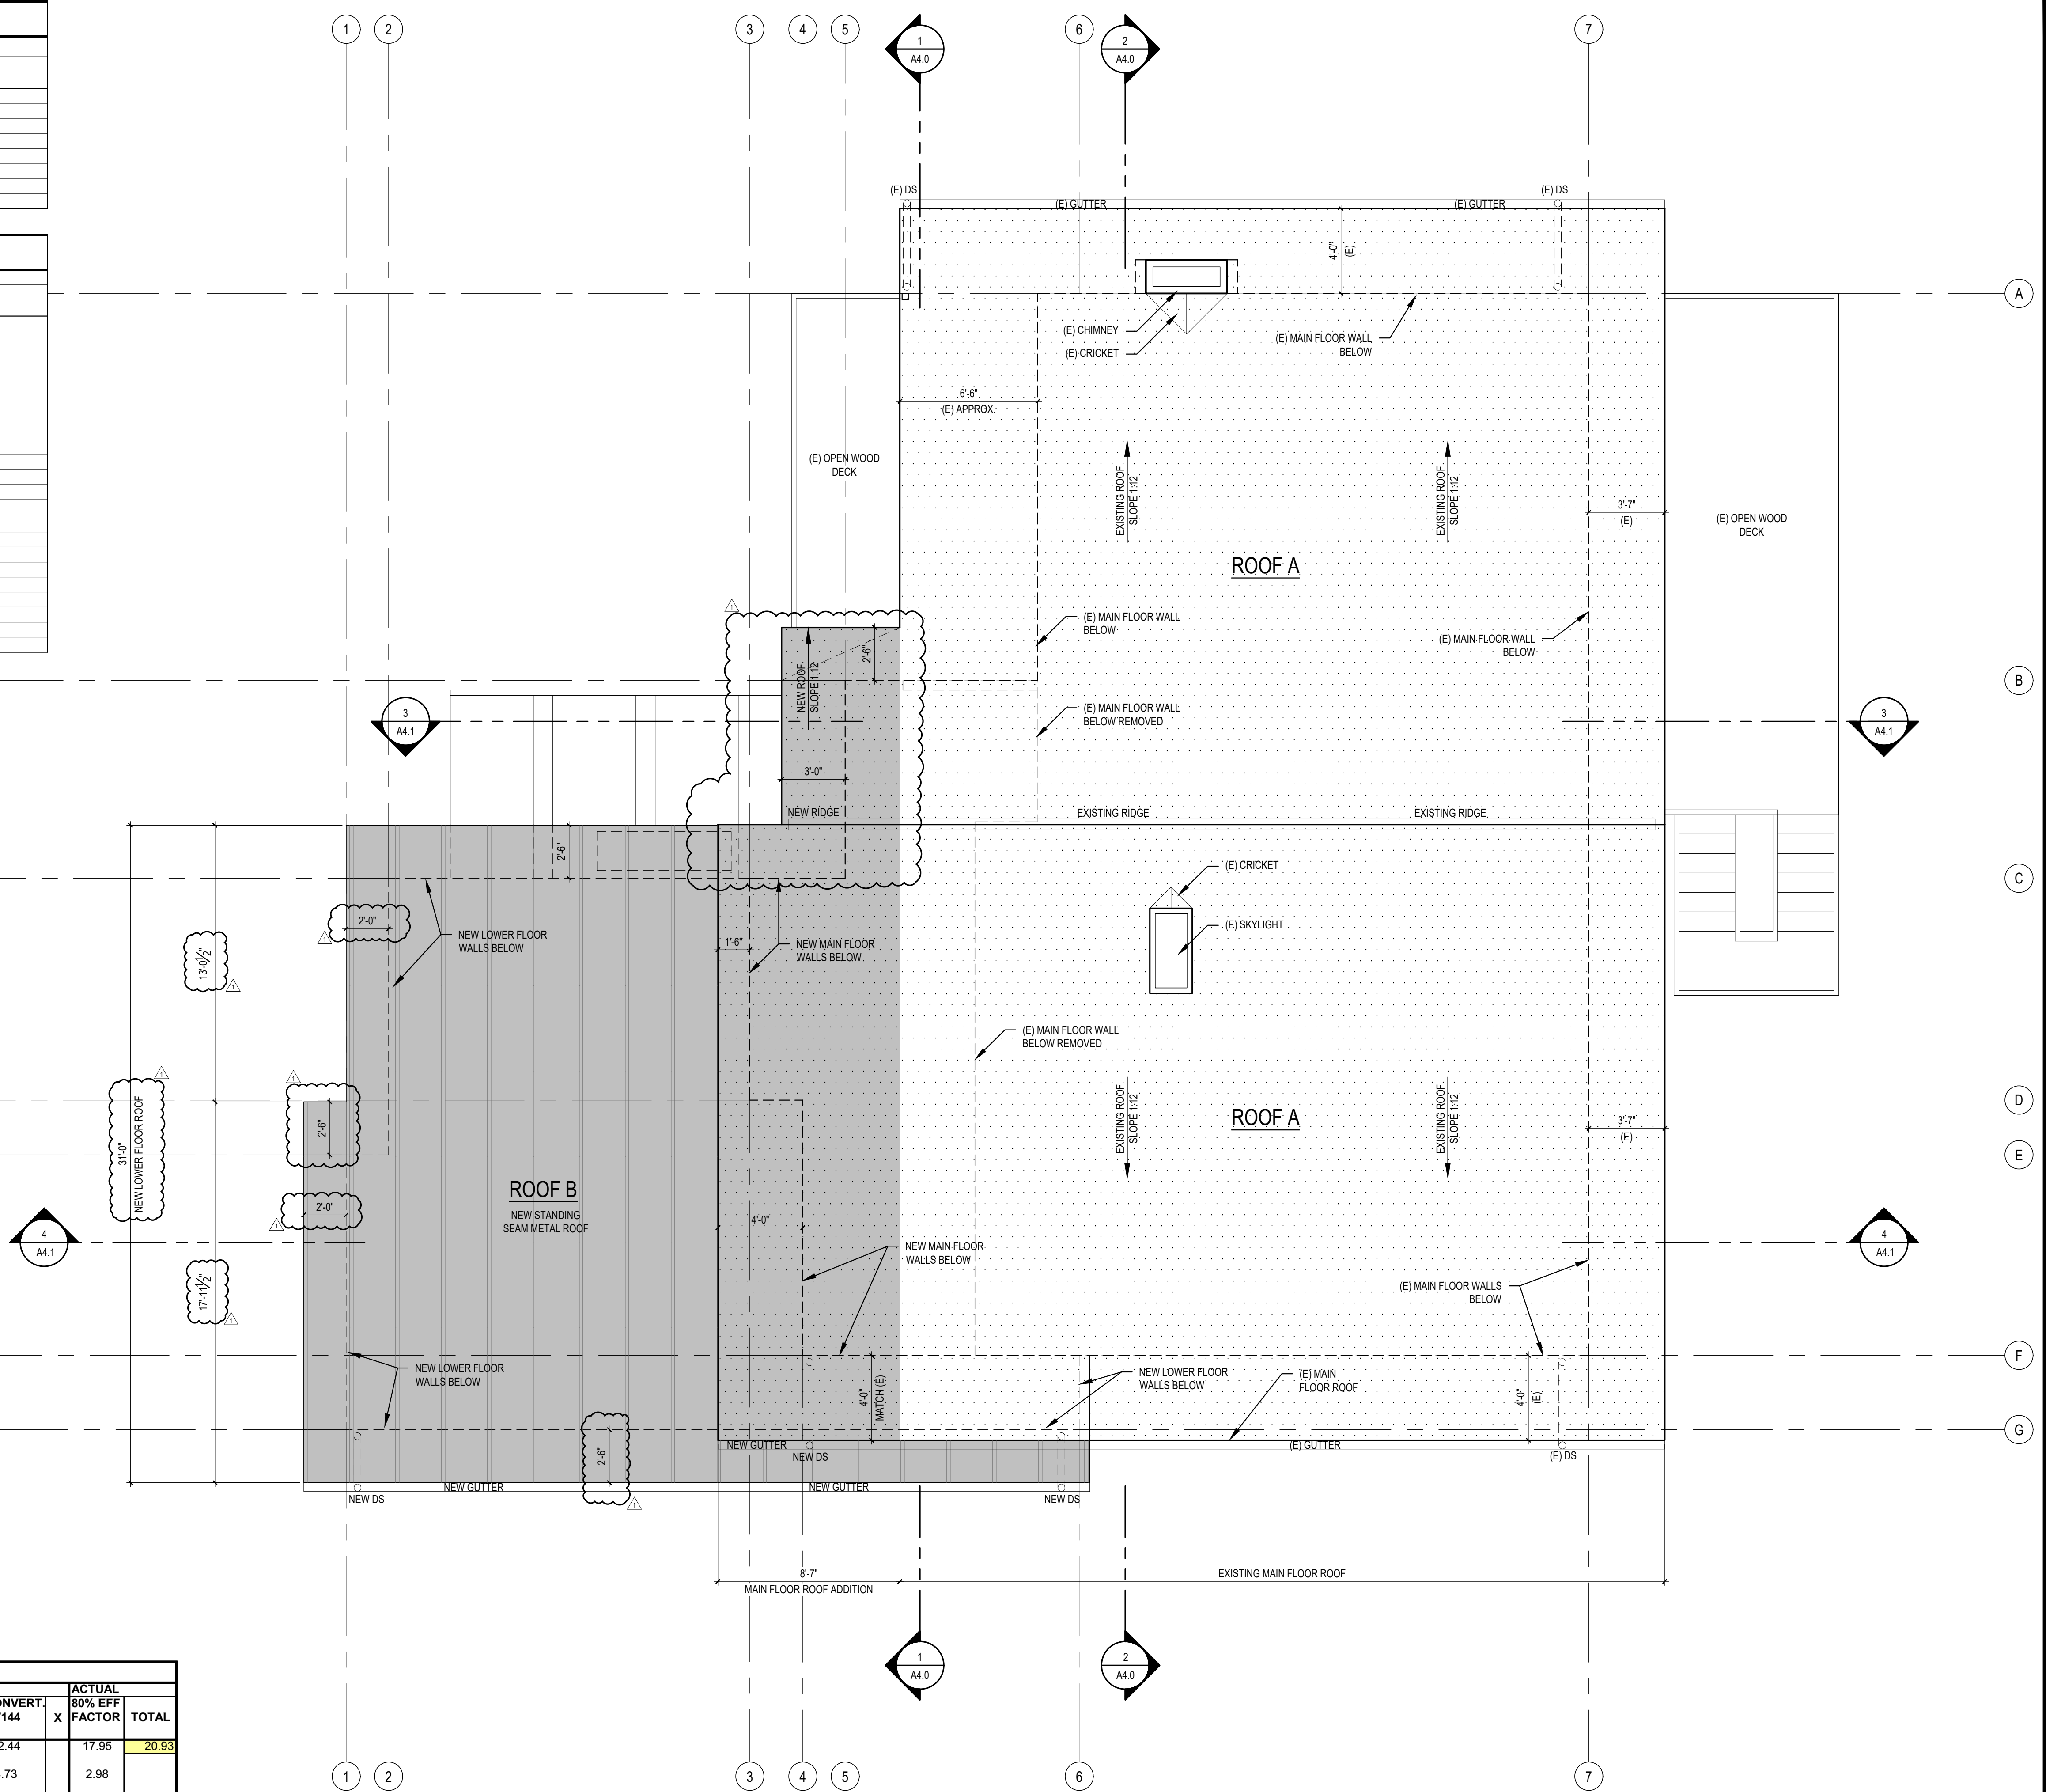 1
2
3
4
5
6
7
1
A4.0
2
A4.0
(E) DS
(E) GUTTER
(E) GUTTER
(E) DS
4'-0"
(E)
A
(E) CHIMNEY
(E) CRICKET
(E) MAIN FLOOR WALL
BELOW
6'-6"
(E) APPROX.
(E) OPEN WOOD
DECK
EXISTING ROOF
SLOPE 1:12
EXISTING ROOF
SLOPE 1:12
3'-7"
(E)
(E) OPEN WOOD
DECK
ROOF A
1
(E) MAIN FLOOR WALL
BELOW
(E) MAIN FLOOR WALL
BELOW
2'-6"
NEW ROOF
SLOPE 1:12
B
3
A4.1
(E) MAIN FLOOR WALL
BELOW REMOVED
3
A4.1
3'-0"
NEW RIDGE
EXISTING RIDGE
EXISTING RIDGE
2'-6"
(E) CRICKET
C
2'-0"
1
(E) SKYLIGHT
NEW LOWER FLOOR
WALLS BELOW
1'-6"
NEW MAIN FLOOR
WALLS BELOW
13'-0½"
1
(E) MAIN FLOOR WALL
BELOW REMOVED
1
1
31'-0"
NEW LOWER FLOOR ROOF
2'-6"
EXISTING ROOF
SLOPE 1:12
ROOF A
EXISTING ROOF
SLOPE 1:12
3'-7"
(E)
D
E
ROOF B
NEW STANDING
SEAM METAL ROOF
2'-0"
1
4'-0"
4
A4.1
NEW MAIN FLOOR
WALLS BELOW
4
A4.1
17'-11½"
1
(E) MAIN FLOOR WALLS
BELOW
F
NEW LOWER FLOOR
WALLS BELOW
4'-0"
MATCH (E)
NEW LOWER FLOOR
WALLS BELOW
(E) MAIN
FLOOR ROOF
4'-0"
(E)
G
2'-6"
1
NEW GUTTER
NEW DS
(E) GUTTER
(E) DS
NEW DS
NEW GUTTER
NEW GUTTER
NEW DS
8'-7"
MAIN FLOOR ROOF ADDITION
EXISTING MAIN FLOOR ROOF
1
A4.0
2
A4.0
ACTUAL
80% EFF
/144 X FACTOR TOTAL
17.95 20.93
2.98
1
2
3
4
5
6
7